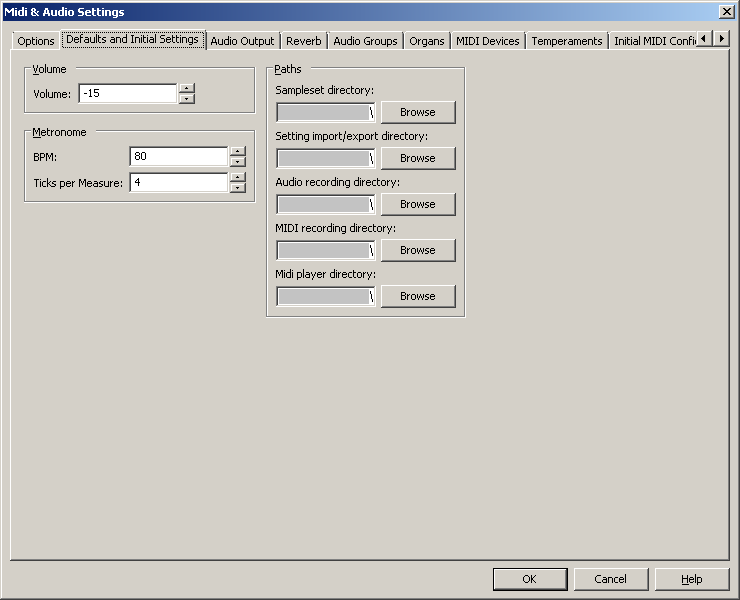 Midi & Audio Settings
Options Defaults and Initial Settings Audio Output Reverb Audio Groups Organs MIDI Devices Temperaments Initial MIDI Config
Volume
Volume: -15
Metronome
BPM: 80
Ticks per Measure: 4
Paths
Sampleset directory:
\ Browse
Setting import/export directory:
\ Browse
Audio recording directory:
\ Browse
MIDI recording directory:
\ Browse
Midi player directory:
\ Browse
OK Cancel Help